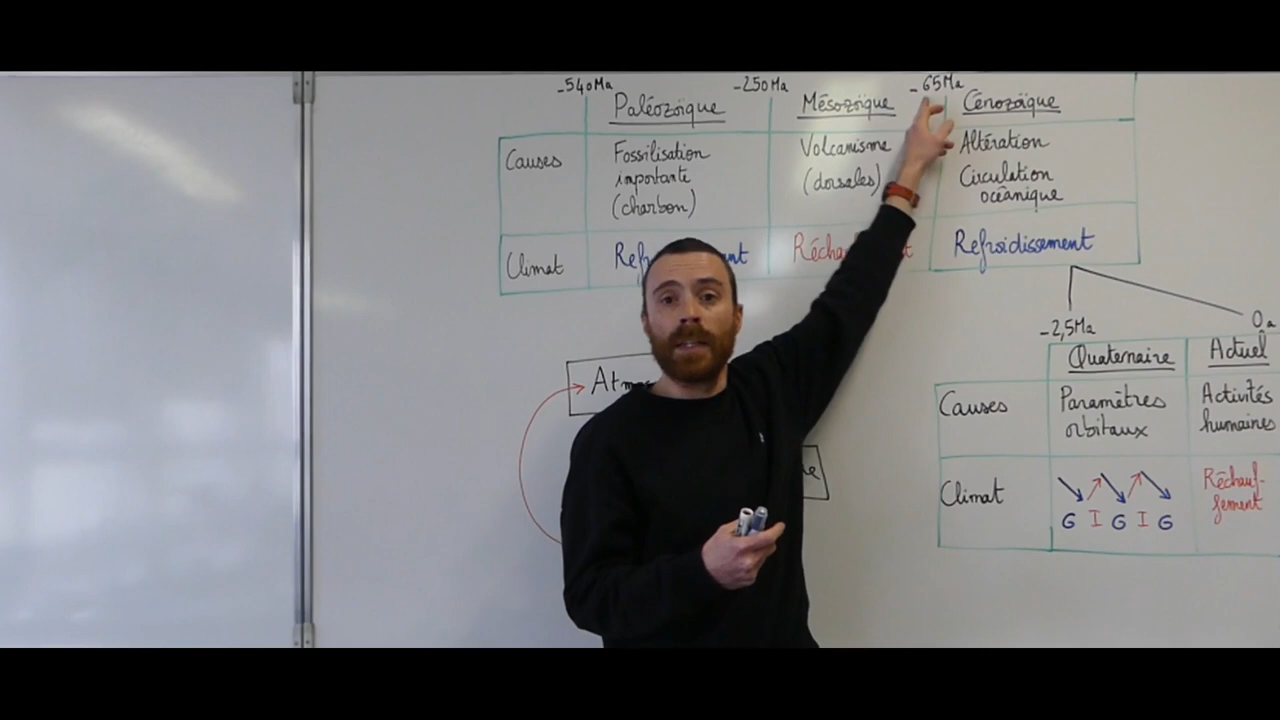 -540Ma -250Ma -65Ma
Paléozoïque Mésozoïque Cénozoïque
Causes Fossilisation Volcanisme Altération
importante (dorsales) Circulation
(charbon) océanique
Climat Refroidissement
-2,5Ma 0a
Quaternaire Actuel
Causes Paramètres Activités
orbitaux humaines
Climat Réchauf-
fement
G I G I G